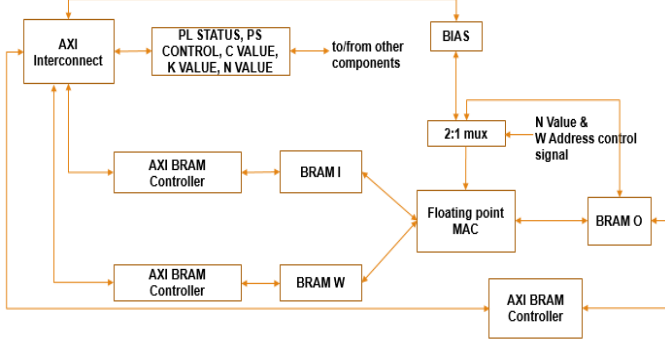 AXI
Interconnect
PL STATUS, PS
CONTROL, C VALUE,
K VALUE, N VALUE
to/from other
components
BIAS
2:1 mux
N Value &
W Address control
signal
AXI BRAM
Controller
BRAM I
Floating point
MAC
BRAM O
AXI BRAM
Controller
BRAM W
AXI BRAM
Controller